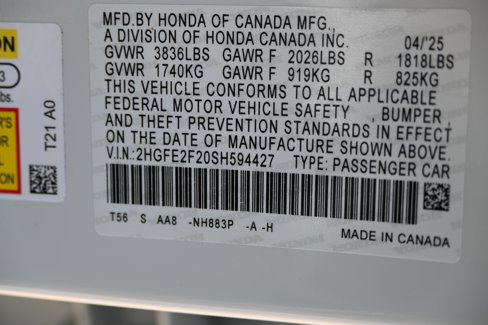 MFD.BY HONDA OF CANADA MFG.,
A DIVISION OF HONDA CANADA INC. 04/'25
GVWR 3836LBS GAWR F 2026LBS R 1818LBS
GVWR 1740KG GAWR F 919KG R 825KG
THIS VEHICLE CONFORMS TO ALL APPLICABLE
FEDERAL MOTOR VEHICLE SAFETY , BUMPER ,
AND THEFT PREVENTION STANDARDS IN EFFECT
ON THE DATE OF MANUFACTURE SHOWN ABOVE.
V.I.N.:2HGFE2F20SH594427 TYPE: PASSENGER CAR
T56 S AA8 -NH883P -A -H
MADE IN CANADA
T21 A0